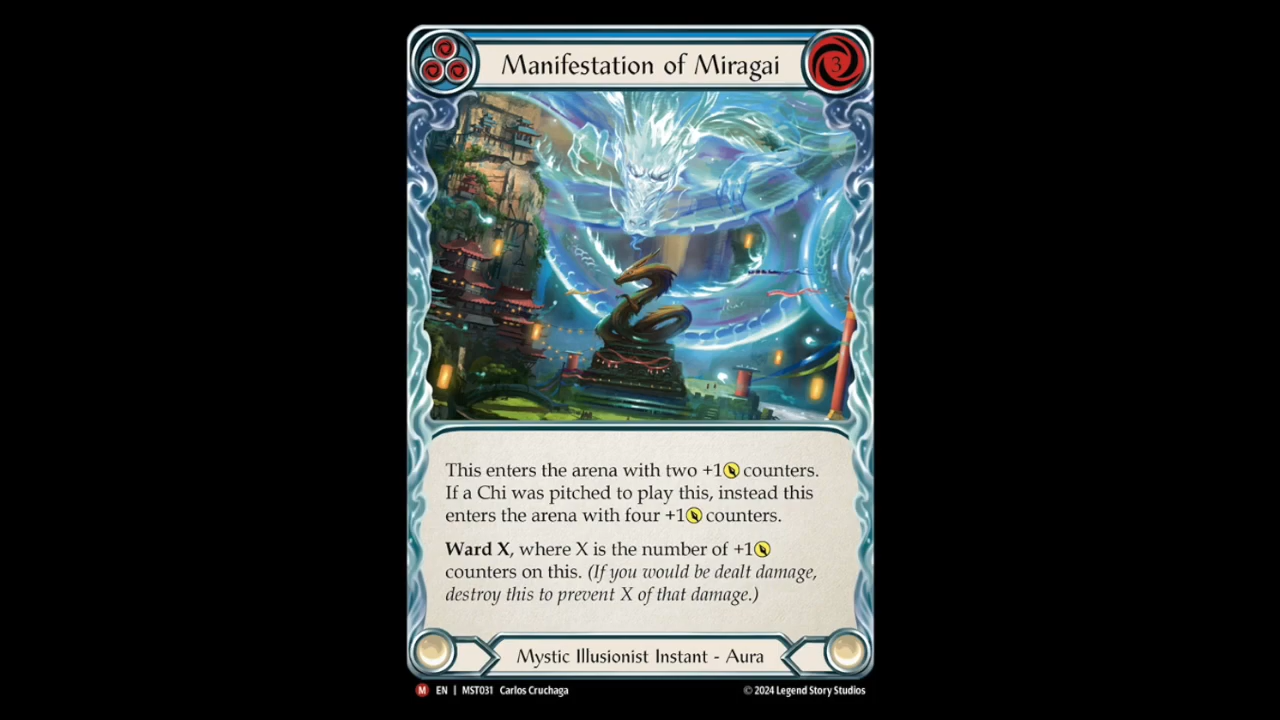 Manifestation of Miragai
3
This enters the arena with two +1 counters.
If a Chi was pitched to play this, instead this
enters the arena with four +1 counters.
Ward X, where X is the number of +1
counters on this. (If you would be dealt damage,
destroy this to prevent X of that damage.)
Mystic Illusionist Instant - Aura
M EN | MST031 Carlos Cruchaga
© 2024 Legend Story Studios